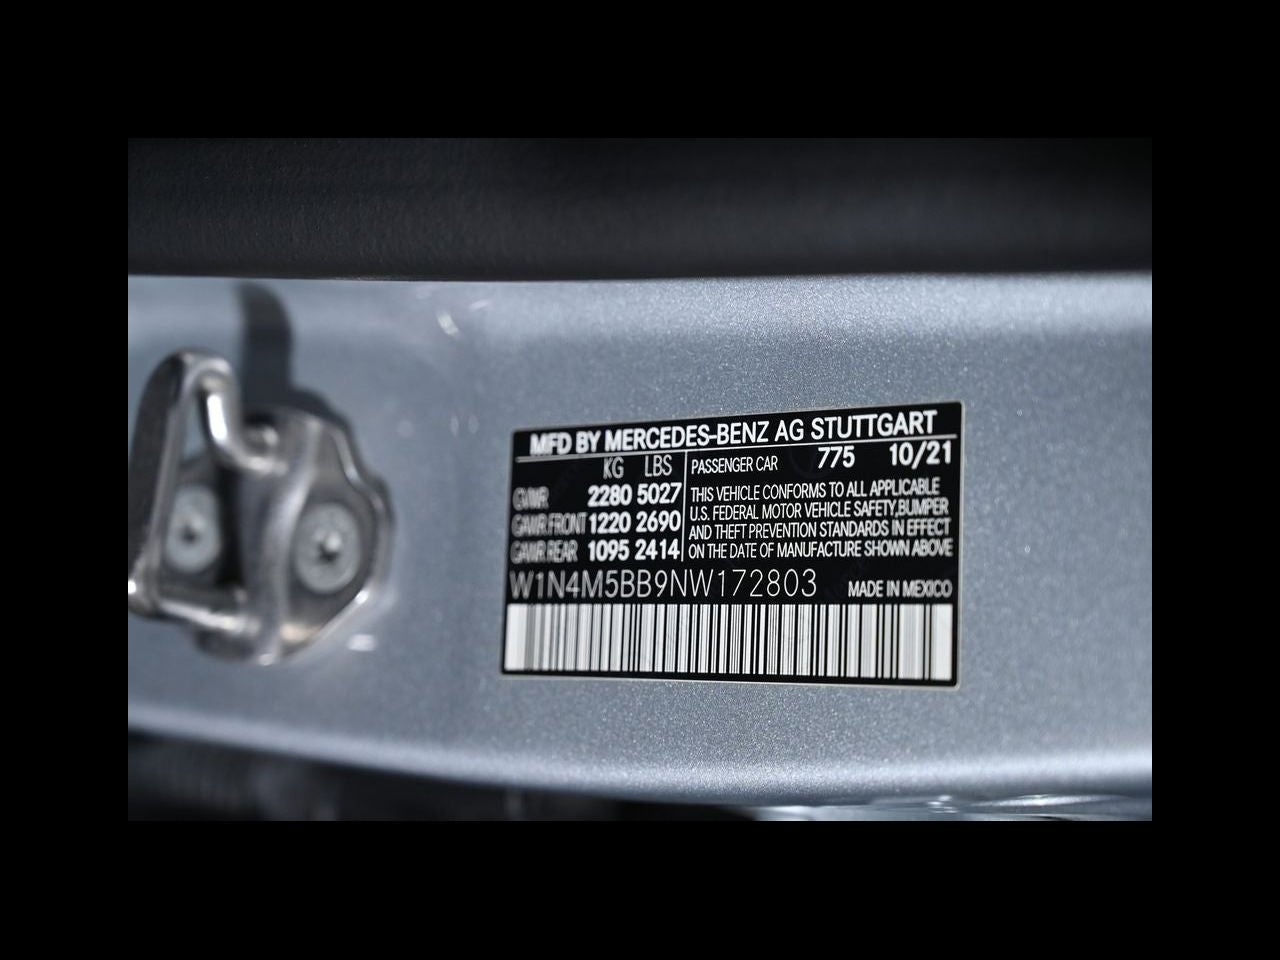 MFD BY MERCEDES-BENZ AG STUTTGART
KG LBS PASSENGER CAR 775 10/21
GVWR 2280 5027 THIS VEHICLE CONFORMS TO ALL APPLICABLE
U.S. FEDERAL MOTOR VEHICLE SAFETY,BUMPER
GAWR FRONT 1220 2690 AND THEFT PREVENTION STANDARDS IN EFFECT
GAWR REAR 1095 2414 ON THE DATE OF MANUFACTURE SHOWN ABOVE
W1N4M5BB9NW172803 MADE IN MEXICO